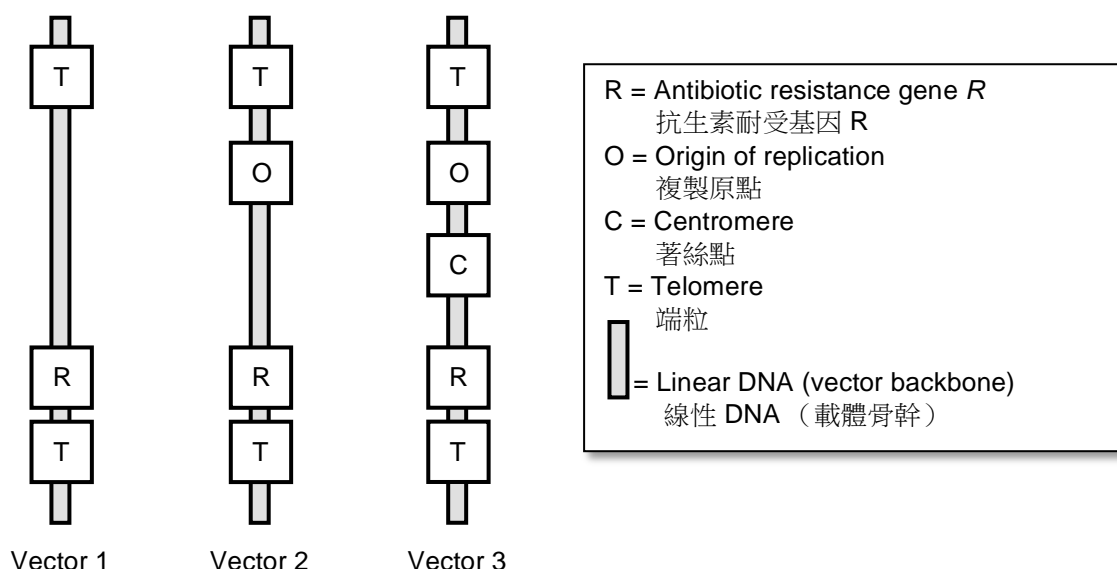 T
R
T
Vector 1
T
O
R
T
Vector 2
T
O
C
R
T
Vector 3
R = Antibiotic resistance gene R
抗生素耐受基因 R
O = Origin of replication
複製原點
C = Centromere
著絲點
T = Telomere
端粒
= Linear DNA (vector backbone)
線性 DNA （載體骨幹）